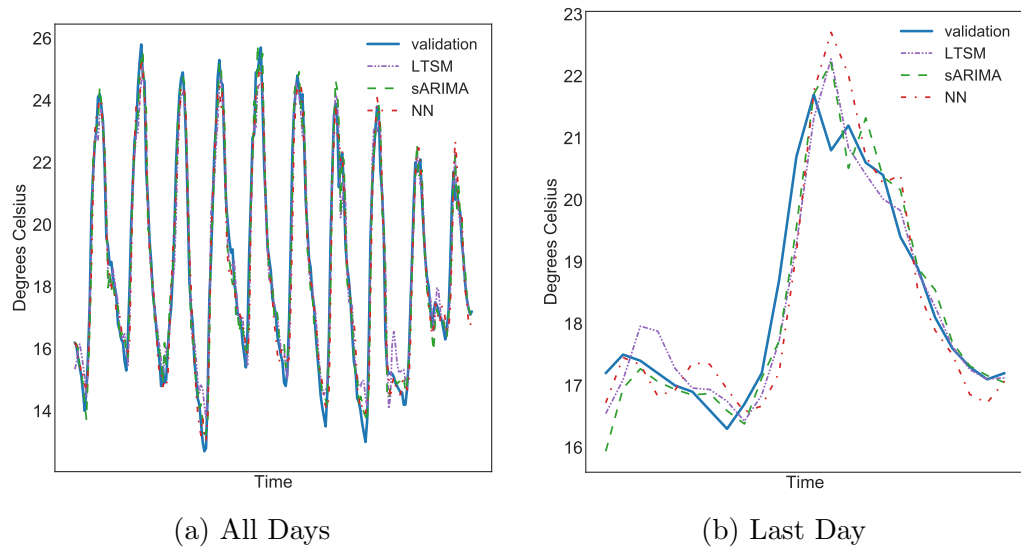 26
24
22
20
18
16
14
Degrees Celsius
Time
validation
LTSM
sARIMA
NN
(a) All Days
23
22
21
20
19
18
17
16
Degrees Celsius
Time
validation
LTSM
sARIMA
NN
(b) Last Day